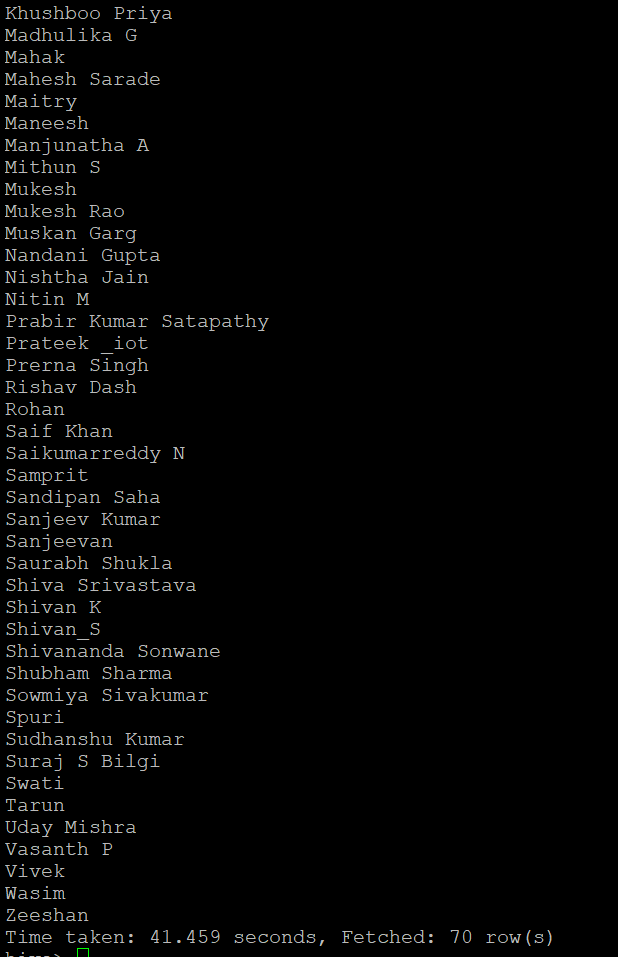 Khushboo Priya
Madhulika G
Mahak
Mahesh Sarade
Maitry
Maneesh
Manjunatha A
Mithun S
Mukesh
Mukesh Rao
Muskan Garg
Nandani Gupta
Nishtha Jain
Nitin M
Prabir Kumar Satapathy
Prateek _iot
Prerna Singh
Rishav Dash
Rohan
Saif Khan
Saikumarreddy N
Samprit
Sandipan Saha
Sanjeev Kumar
Sanjeevan
Saurabh Shukla
Shiva Srivastava
Shivan K
Shivan_S
Shivananda Sonwane
Shubham Sharma
Sowmiya Sivakumar
Spuri
Sudhanshu Kumar
Suraj S Bilgi
Swati
Tarun
Uday Mishra
Vasanth P
Vivek
Wasim
Zeeshan
Time taken: 41.459 seconds, Fetched: 70 row(s)
hive>